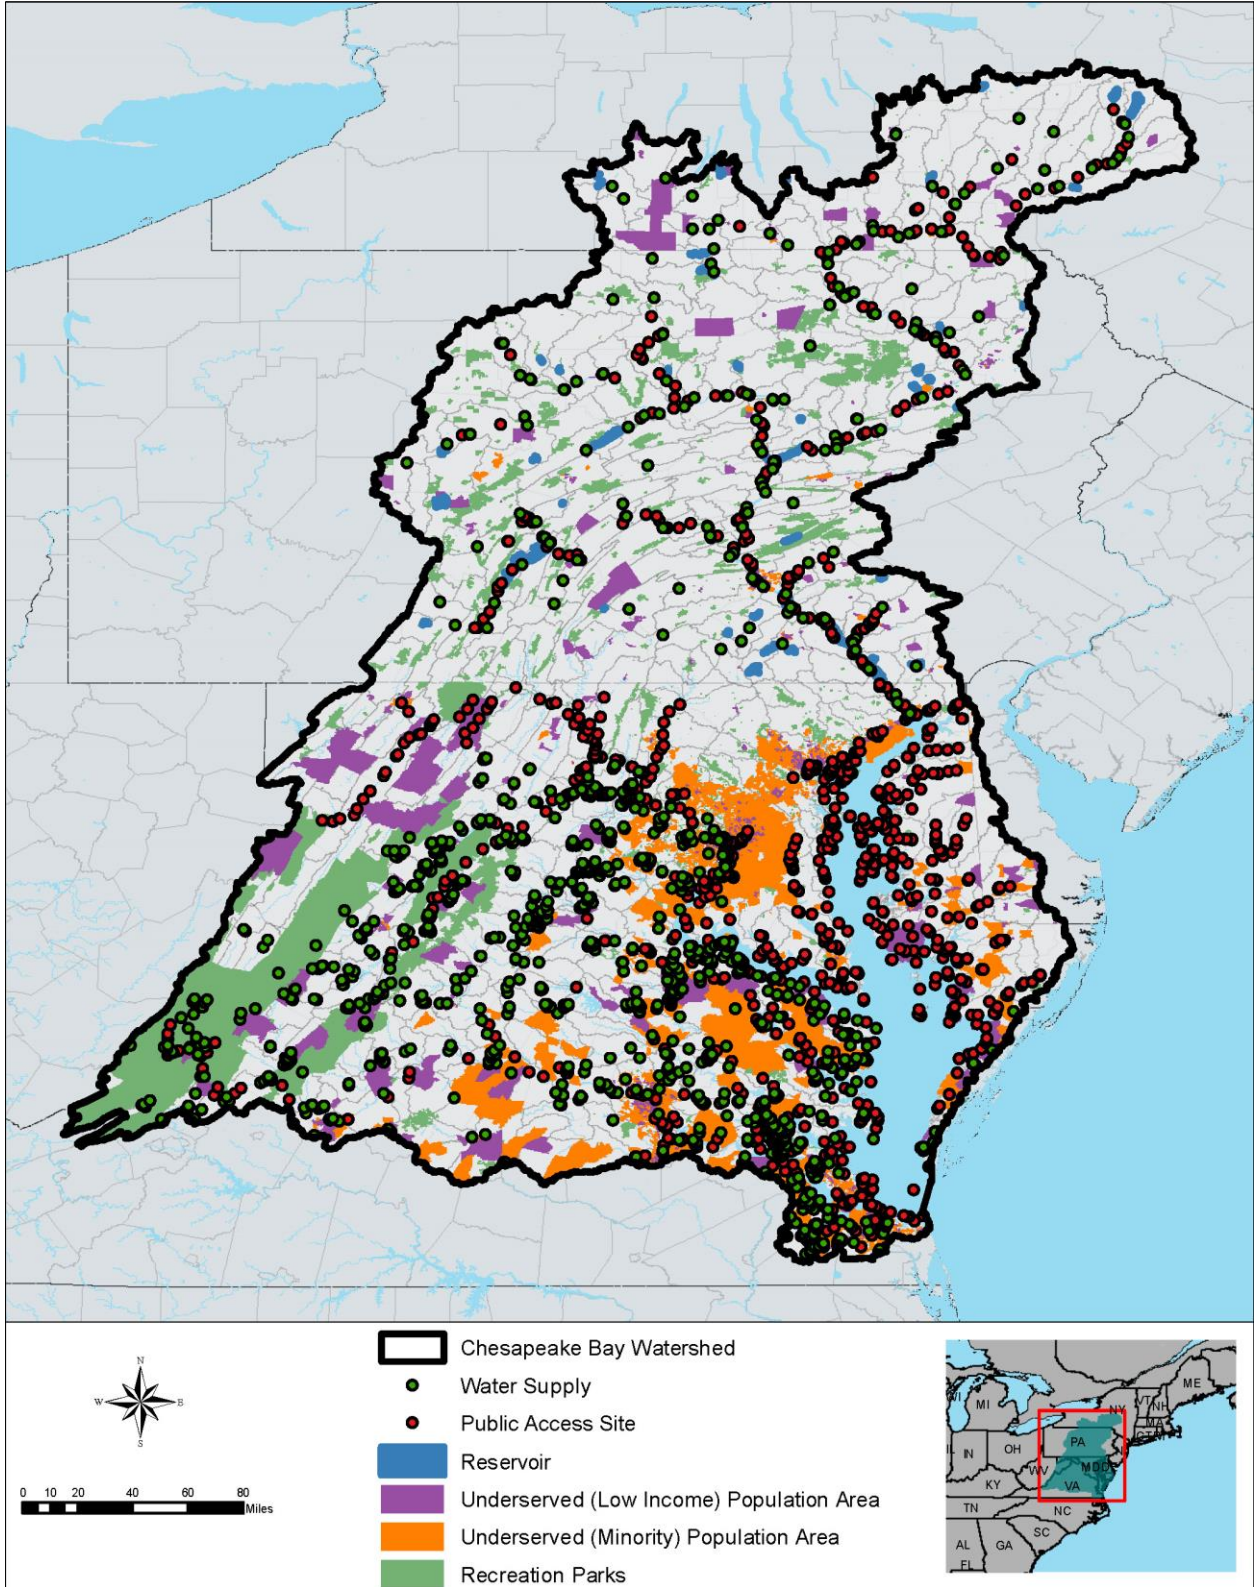 N
W E
S
0 10 20 40 60 80
Miles
Chesapeake Bay Watershed
Water Supply
Public Access Site
Reservoir
Underserved (Low Income) Population Area
Underserved (Minority) Population Area
Recreation Parks
ME
VT
NH
NY
MA
MI
WI
PA
OH
IN
WV
MD
VA
KY
TN
NC
SC
AL
GA
FL